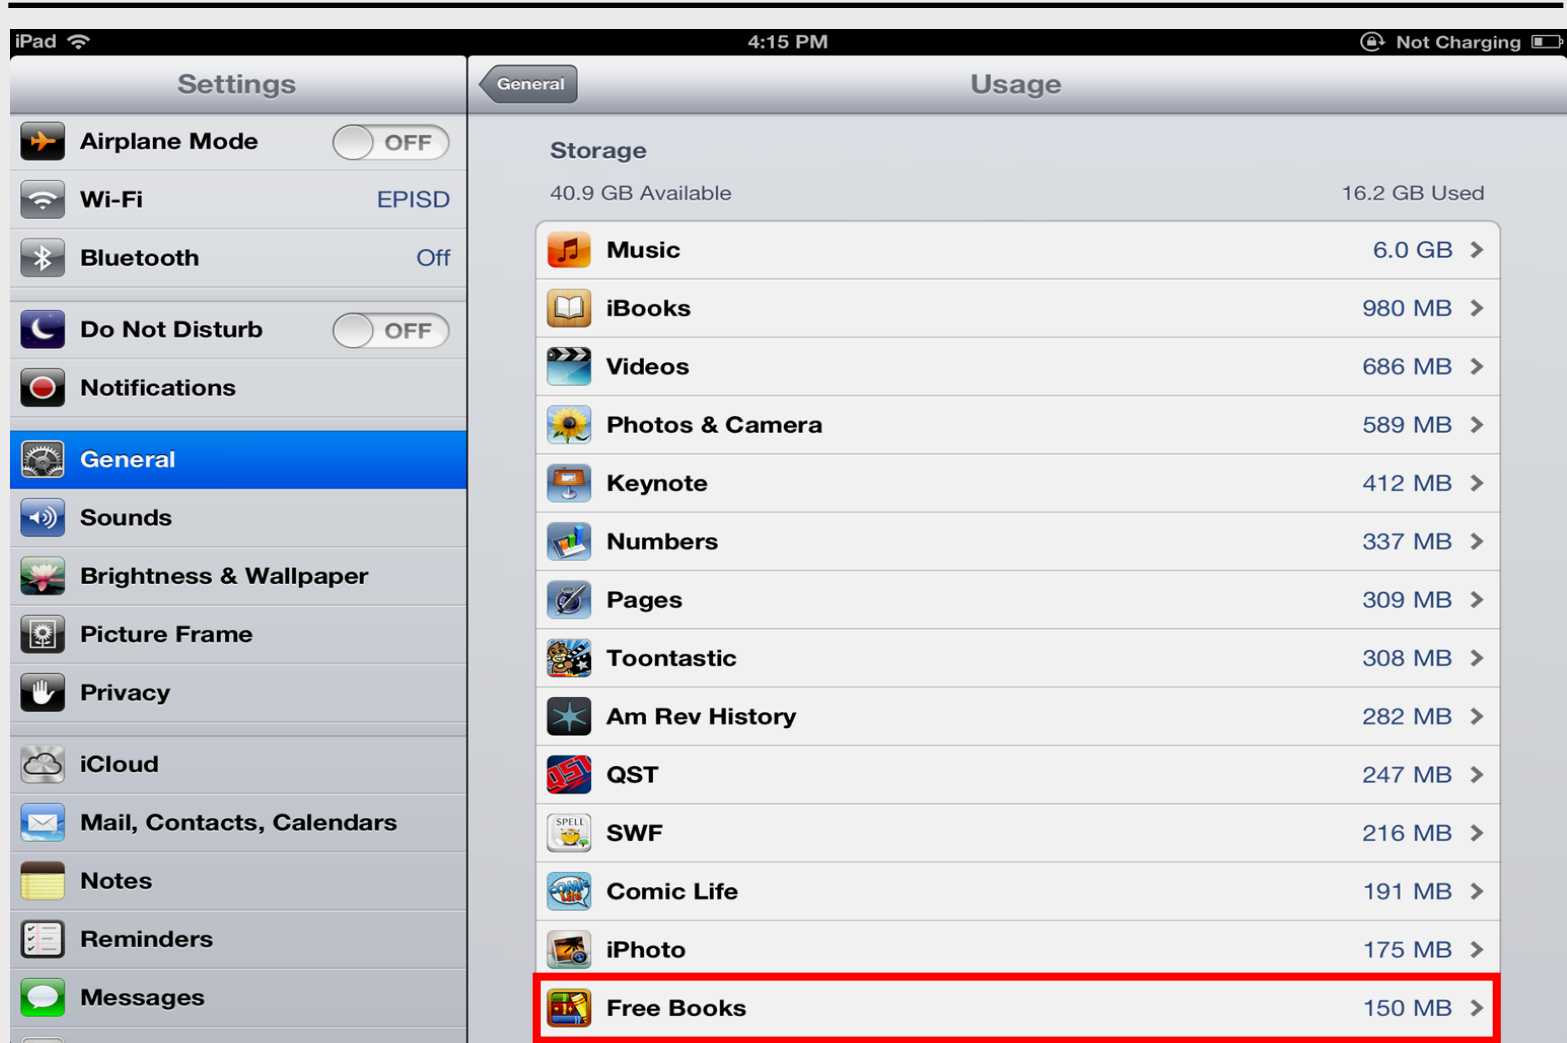 iPad 4:15 PM Not Charging
Settings
Airplane Mode OFF
Wi-Fi EPISD
Bluetooth Off
Do Not Disturb OFF
Notifications
General
Sounds
Brightness & Wallpaper
Picture Frame
Privacy
iCloud
Mail, Contacts, Calendars
Notes
Reminders
Messages
General Usage
Storage
40.9 GB Available 16.2 GB Used
Music 6.0 GB
iBooks 980 MB
Videos 686 MB
Photos & Camera 589 MB
Keynote 412 MB
Numbers 337 MB
Pages 309 MB
Toontastic 308 MB
Am Rev History 282 MB
QST QST 247 MB
SPELL SWF 216 MB
COMIC Life Comic Life 191 MB
iPhoto 175 MB
Free Books 150 MB